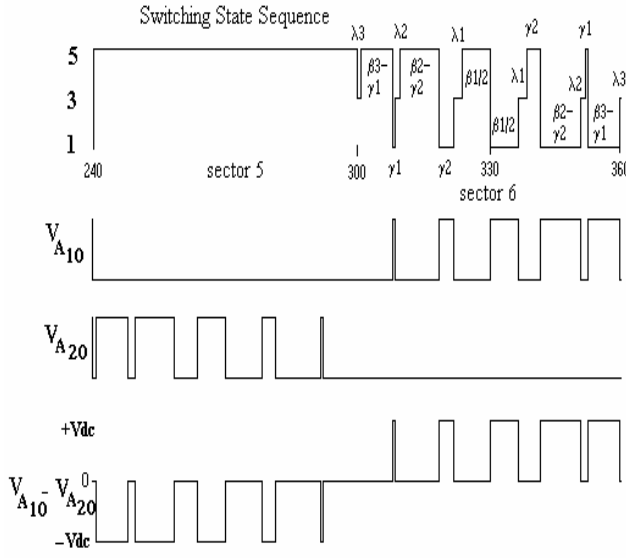 Switching State Sequence
λ3 λ2 λ1 γ2 γ1
5 β3− γ1 β2− γ2 β1/2 λ1 λ2 λ3
3 β1/2 β2− γ2 β3− γ1
1
240 sector 5 300 γ1 γ2 330 360
sector 6
VA10
VA20
+Vdc
0
VA10− VA20
−Vdc